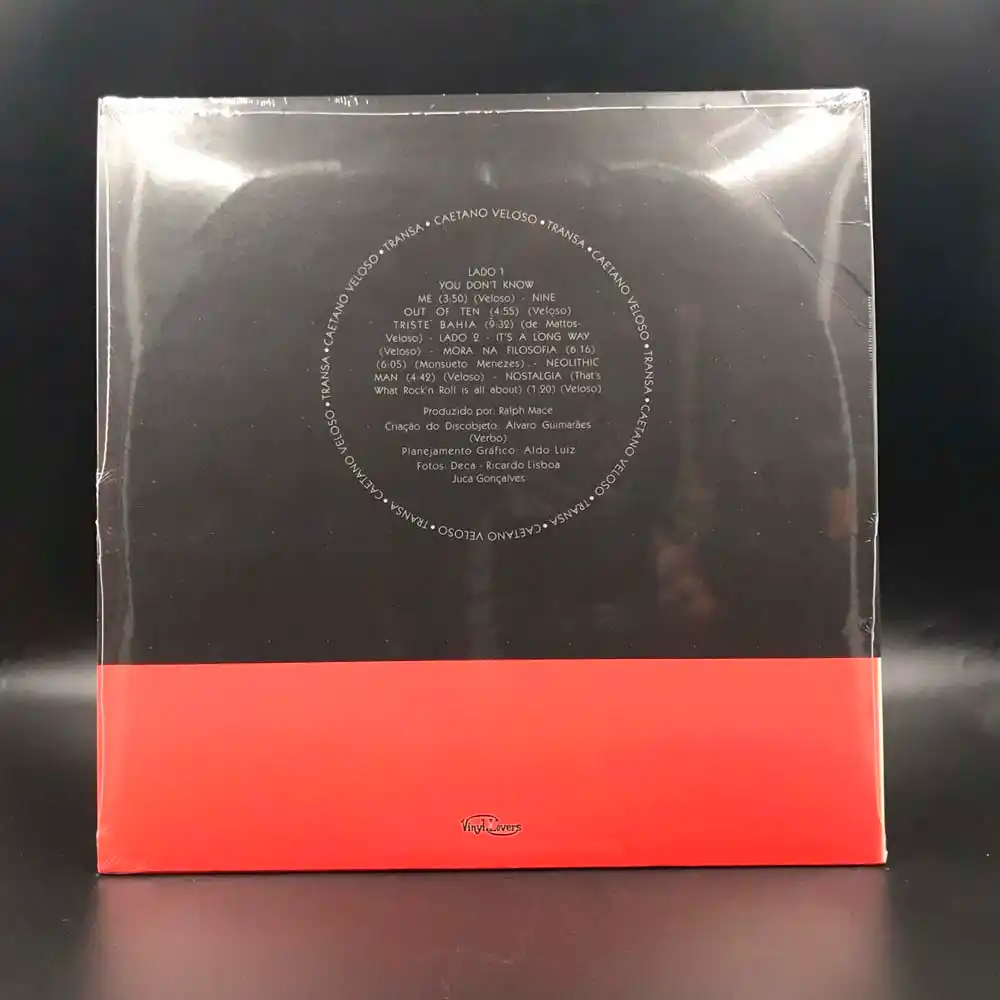 TRANSA • CAETANO VELOSO • TRANSA • CAETANO VELOSO • TRANSA • CAETANO VELOSO • TRANSA • CAETANO VELOSO • TRANSA • CAETANO VELOSO • TRANSA • CAETANO VELOSO •
LADO 1
YOU DON'T KNOW
ME (3:50) (Veloso) - NINE
OUT OF TEN (4:55) (Veloso)
TRISTE BAHIA (9:32) (de Mattos-
Veloso) - LADO 2 - IT'S A LONG WAY
(Veloso) - MORA NA FILOSOFIA (6:16)
(6:05) (Monsueto Menezes) - NEOLITHIC
MAN (4:42) (Veloso) - NOSTALGIA (That's
What Rock'n Roll is all about) (1:20) (Veloso)
Produzido por: Ralph Mace
Criação do Discobjeto: Alvaro Guimarães
(Verbo)
Planejamento Gráfico: Aldo Luiz
Fotos: Deca - Ricardo Lisboa
Juca Gonçalves
Vinyl Lovers